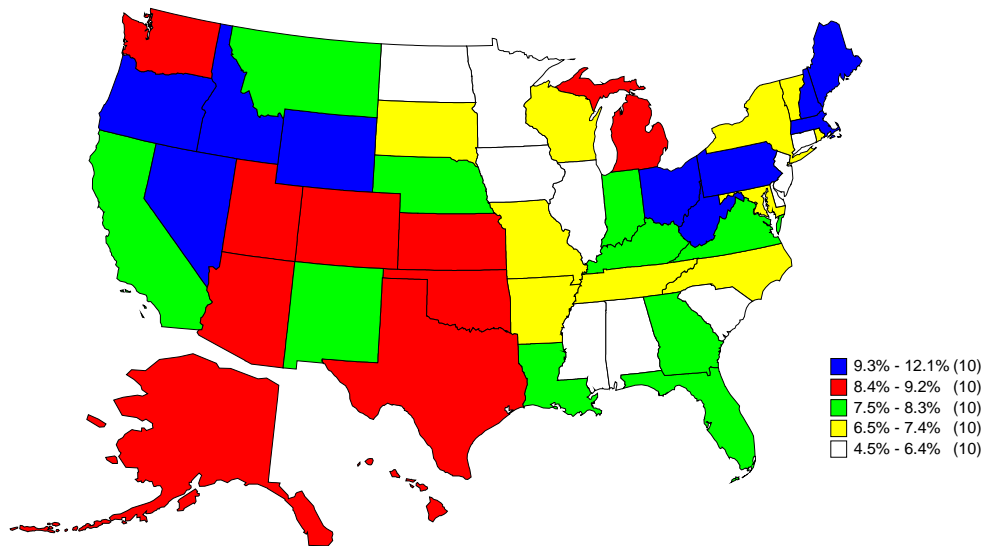 9.3% - 12.1% (10)
8.4% - 9.2% (10)
7.5% - 8.3% (10)
6.5% - 7.4% (10)
4.5% - 6.4% (10)